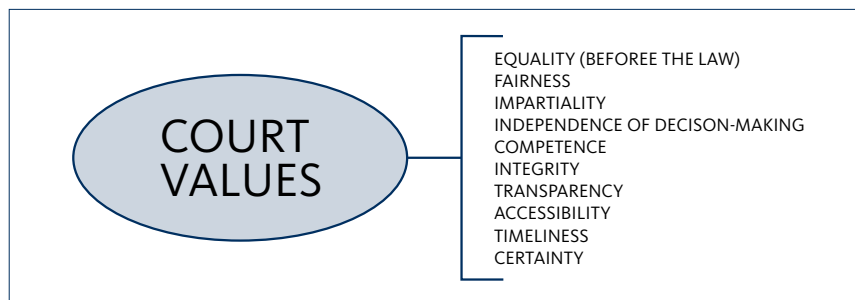 COURT
VALUES
EQUALITY (BEFOREE THE LAW)
FAIRNESS
IMPARTIALITY
INDEPENDENCE OF DECISON-MAKING
COMPETENCE
INTEGRITY
TRANSPARENCY
ACCESSIBILITY
TIMELINESS
CERTAINTY